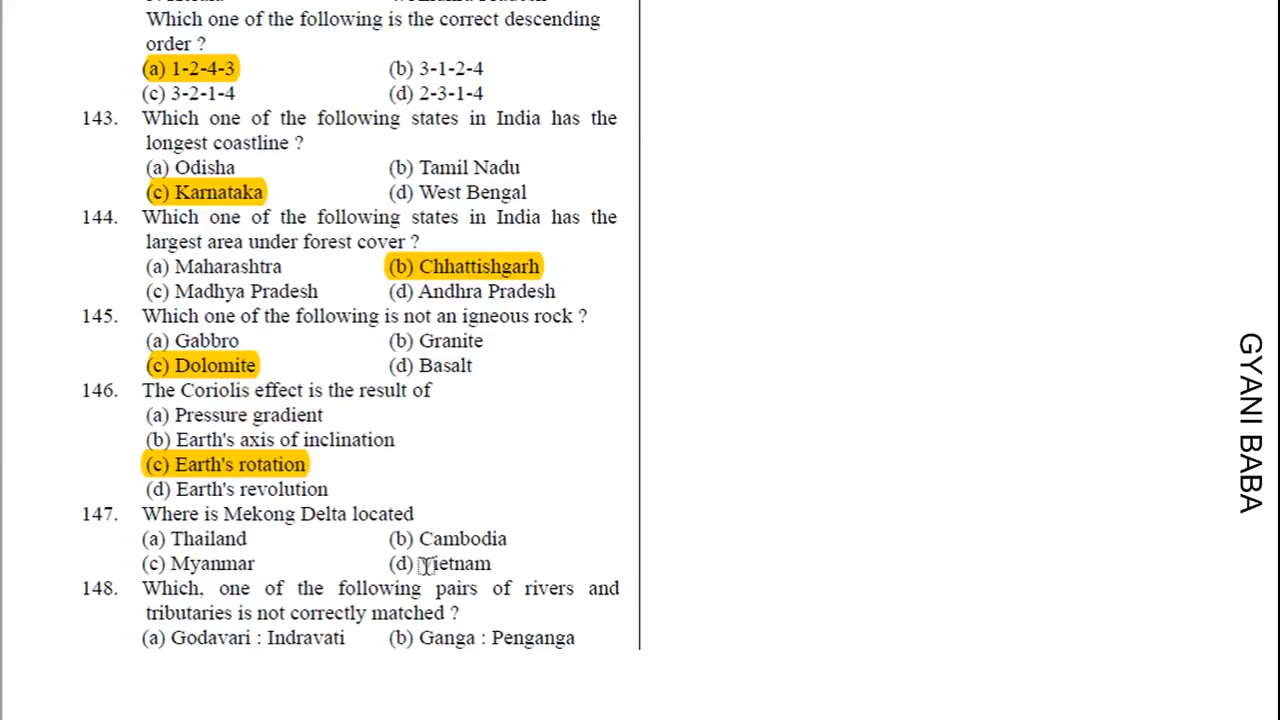 Which one of the following is the correct descending
order ?
(a) 1-2-4-3 (b) 3-1-2-4
(c) 3-2-1-4 (d) 2-3-1-4
143. Which one of the following states in India has the
longest coastline ?
(a) Odisha (b) Tamil Nadu
(c) Karnataka (d) West Bengal
144. Which one of the following states in India has the
largest area under forest cover ?
(a) Maharashtra (b) Chhattishgarh
(c) Madhya Pradesh (d) Andhra Pradesh
145. Which one of the following is not an igneous rock ?
(a) Gabbro (b) Granite
(c) Dolomite (d) Basalt
146. The Coriolis effect is the result of
(a) Pressure gradient
(b) Earth's axis of inclination
(c) Earth's rotation
(d) Earth's revolution
147. Where is Mekong Delta located
(a) Thailand (b) Cambodia
(c) Myanmar (d) Vietnam
148. Which, one of the following pairs of rivers and
tributaries is not correctly matched ?
(a) Godavari : Indravati (b) Ganga : Penganga
GYANI BABA